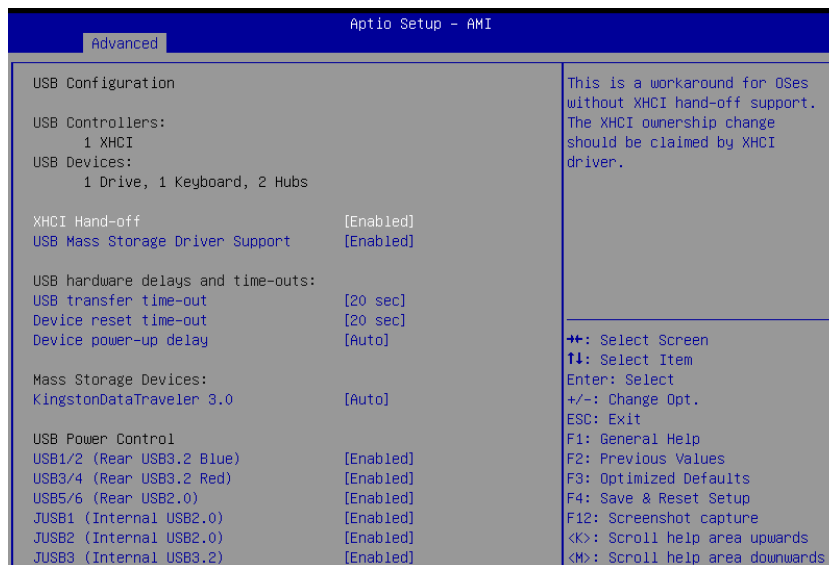 Aptio Setup – AMI
Advanced
USB Configuration
USB Controllers:
1 XHCI
USB Devices:
1 Drive, 1 Keyboard, 2 Hubs
XHCI Hand-off [Enabled]
USB Mass Storage Driver Support [Enabled]
USB hardware delays and time-outs:
USB transfer time-out [20 sec]
Device reset time-out [20 sec]
Device power-up delay [Auto]
Mass Storage Devices:
KingstonDataTraveler 3.0 [Auto]
USB Power Control
USB1/2 (Rear USB3.2 Blue) [Enabled]
USB3/4 (Rear USB3.2 Red) [Enabled]
USB5/6 (Rear USB2.0) [Enabled]
JUSB1 (Internal USB2.0) [Enabled]
JUSB2 (Internal USB2.0) [Enabled]
JUSB3 (Internal USB3.2) [Enabled]
This is a workaround for OSes
without XHCI hand-off support.
The XHCI ownership change
should be claimed by XHCI
driver.
→←: Select Screen
↑↓: Select Item
Enter: Select
+/-: Change Opt.
ESC: Exit
F1: General Help
F2: Previous Values
F3: Optimized Defaults
F4: Save & Reset Setup
F12: Screenshot capture
<K>: Scroll help area upwards
<M>: Scroll help area downwards